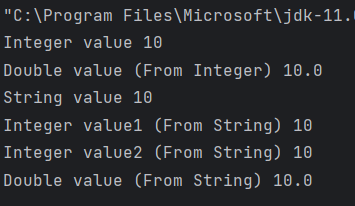 "C:\Program Files\Microsoft\jdk-11.
Integer value 10
Double value (From Integer) 10.0
String value 10
Integer value1 (From String) 10
Integer value2 (From String) 10
Double value (From String) 10.0